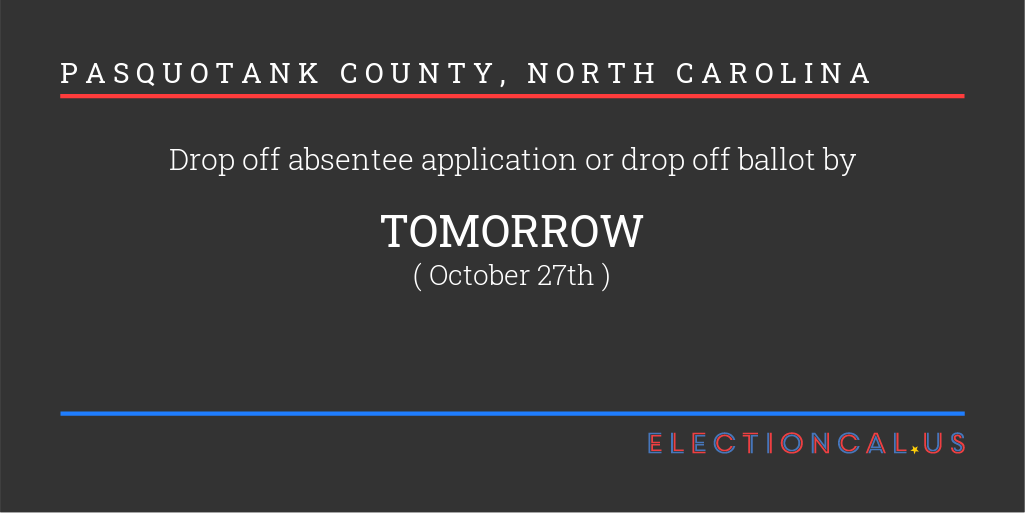 PASQUOTANK COUNTY, NORTH CAROLINA
Drop off absentee application or drop off ballot by
TOMORROW
( October 27th )
ELECTIONCAL.US